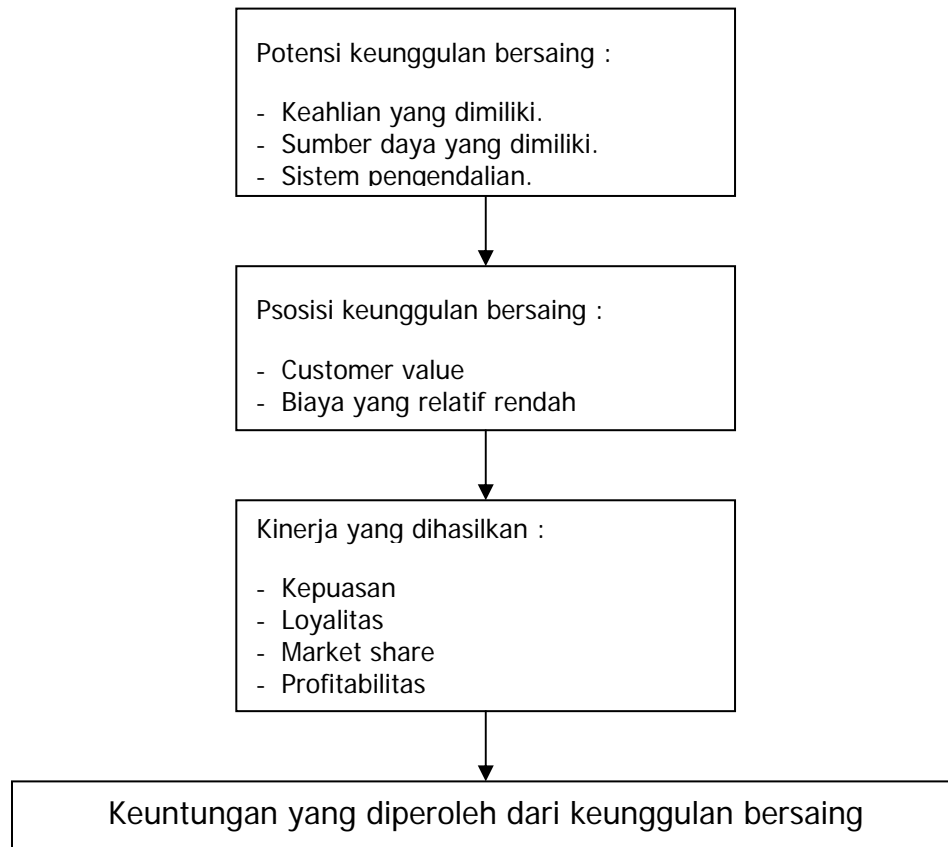 Potensi keunggulan bersaing :
- Keahlian yang dimiliki.
- Sumber daya yang dimiliki.
- Sistem pengendalian.
Psosisi keunggulan bersaing :
- Customer value
- Biaya yang relatif rendah
Kinerja yang dihasilkan :
- Kepuasan
- Loyalitas
- Market share
- Profitabilitas
Keuntungan yang diperoleh dari keunggulan bersaing